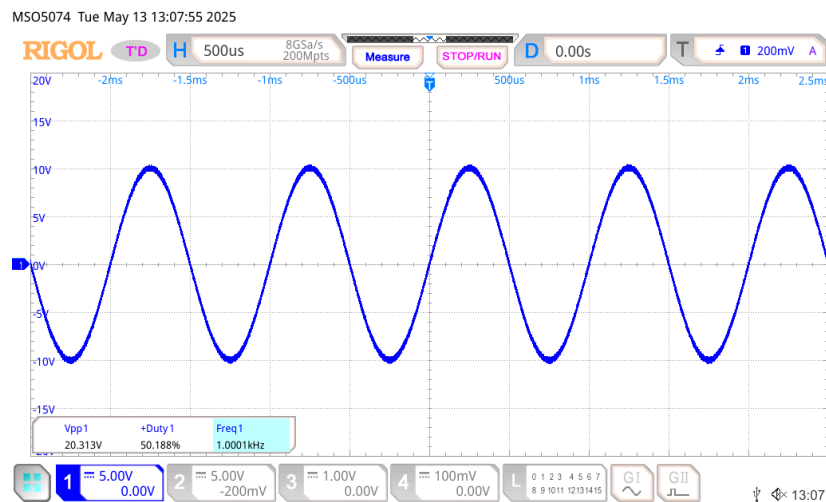 MSO5074 Tue May 13 13:07:55 2025
RIGOL T'D H 500us 8GSa/s 200Mpts Measure STOP/RUN D 0.00s T 1 200mV A
20V -2ms -1.5ms -1ms -500us T 500us 1ms 1.5ms 2ms 2.5ms
15V
10V
5V
1 0V
-5V
-10V
-15V
Vpp1 +Duty1 Freq1
20.313V 50.188% 1.0001kHz
1 5.00V 2 5.00V 3 1.00V 4 100mV L 0 1 2 3 4 5 6 7 GI GII
0.00V -200mV 0.00V 0.00V 8 9 10 11 12 13 14 15 13:07